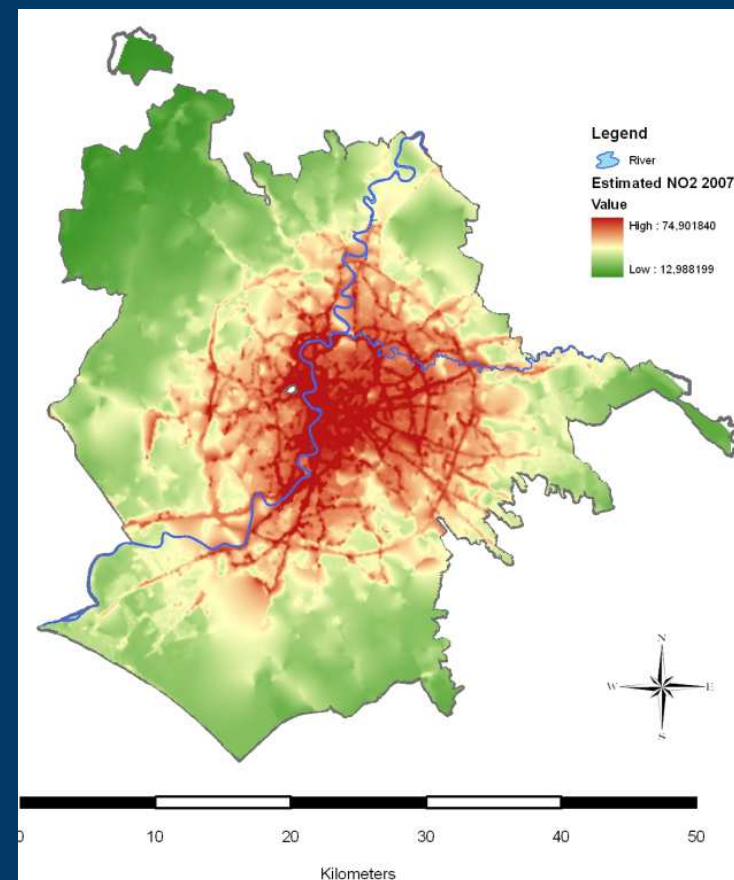 Legend
River
Estimated NO2 2007
Value
High : 74,901840
Low : 12,988199
N
W E
S
0 10 20 30 40 50
Kilometers